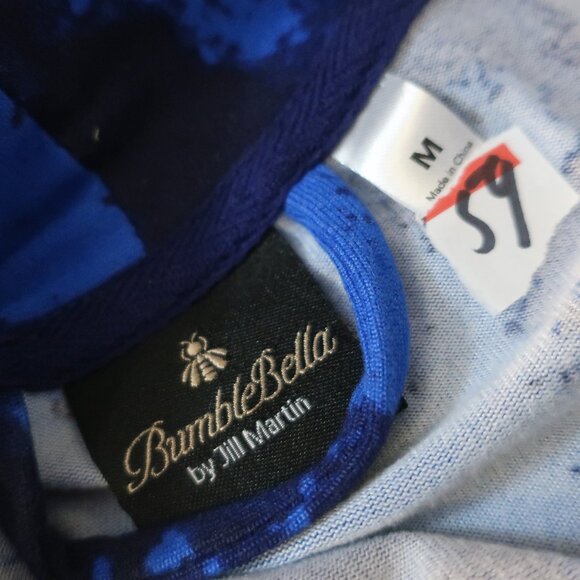 M
Made in China
59
BumbleBella
by Jill Martin